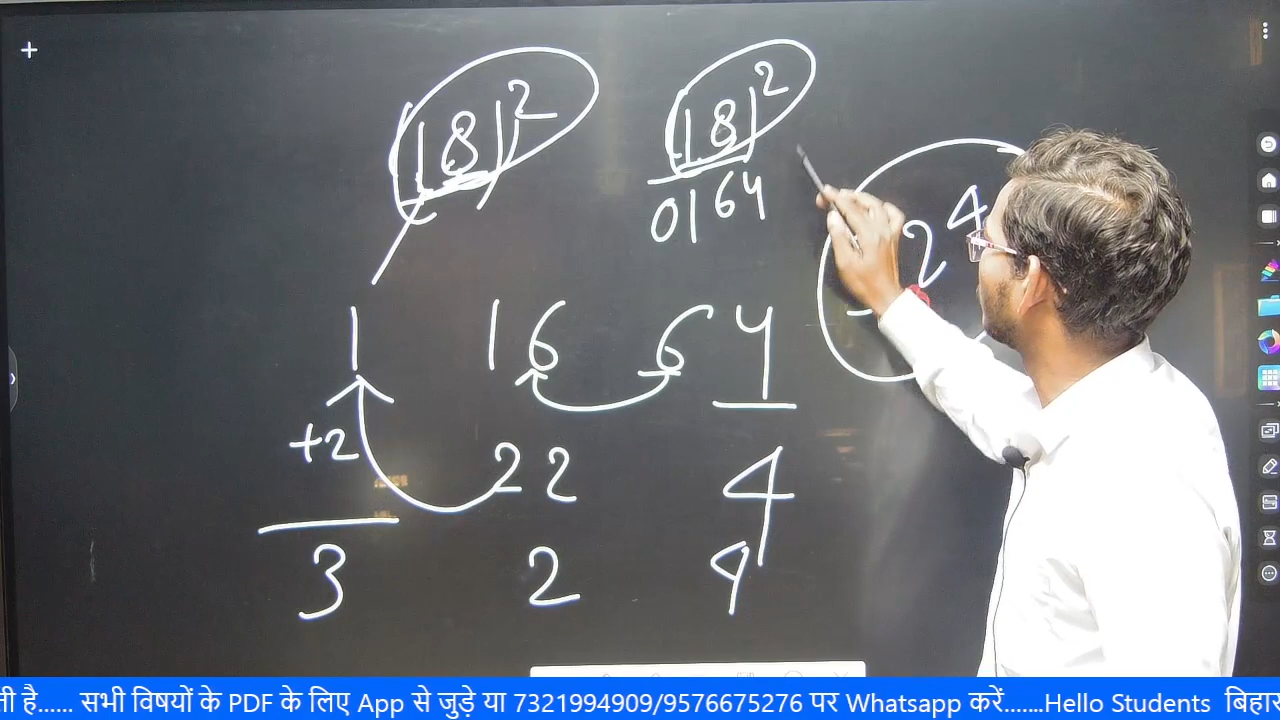 (18)² (18)²
0164
2⁴
1 16 64
+2 22 4
3 2 4
ती है...... सभी विषयों के PDF के लिए App से जुड़े या 7321994909/9576675276 पर Whatsapp करें.......Hello Students बिहार